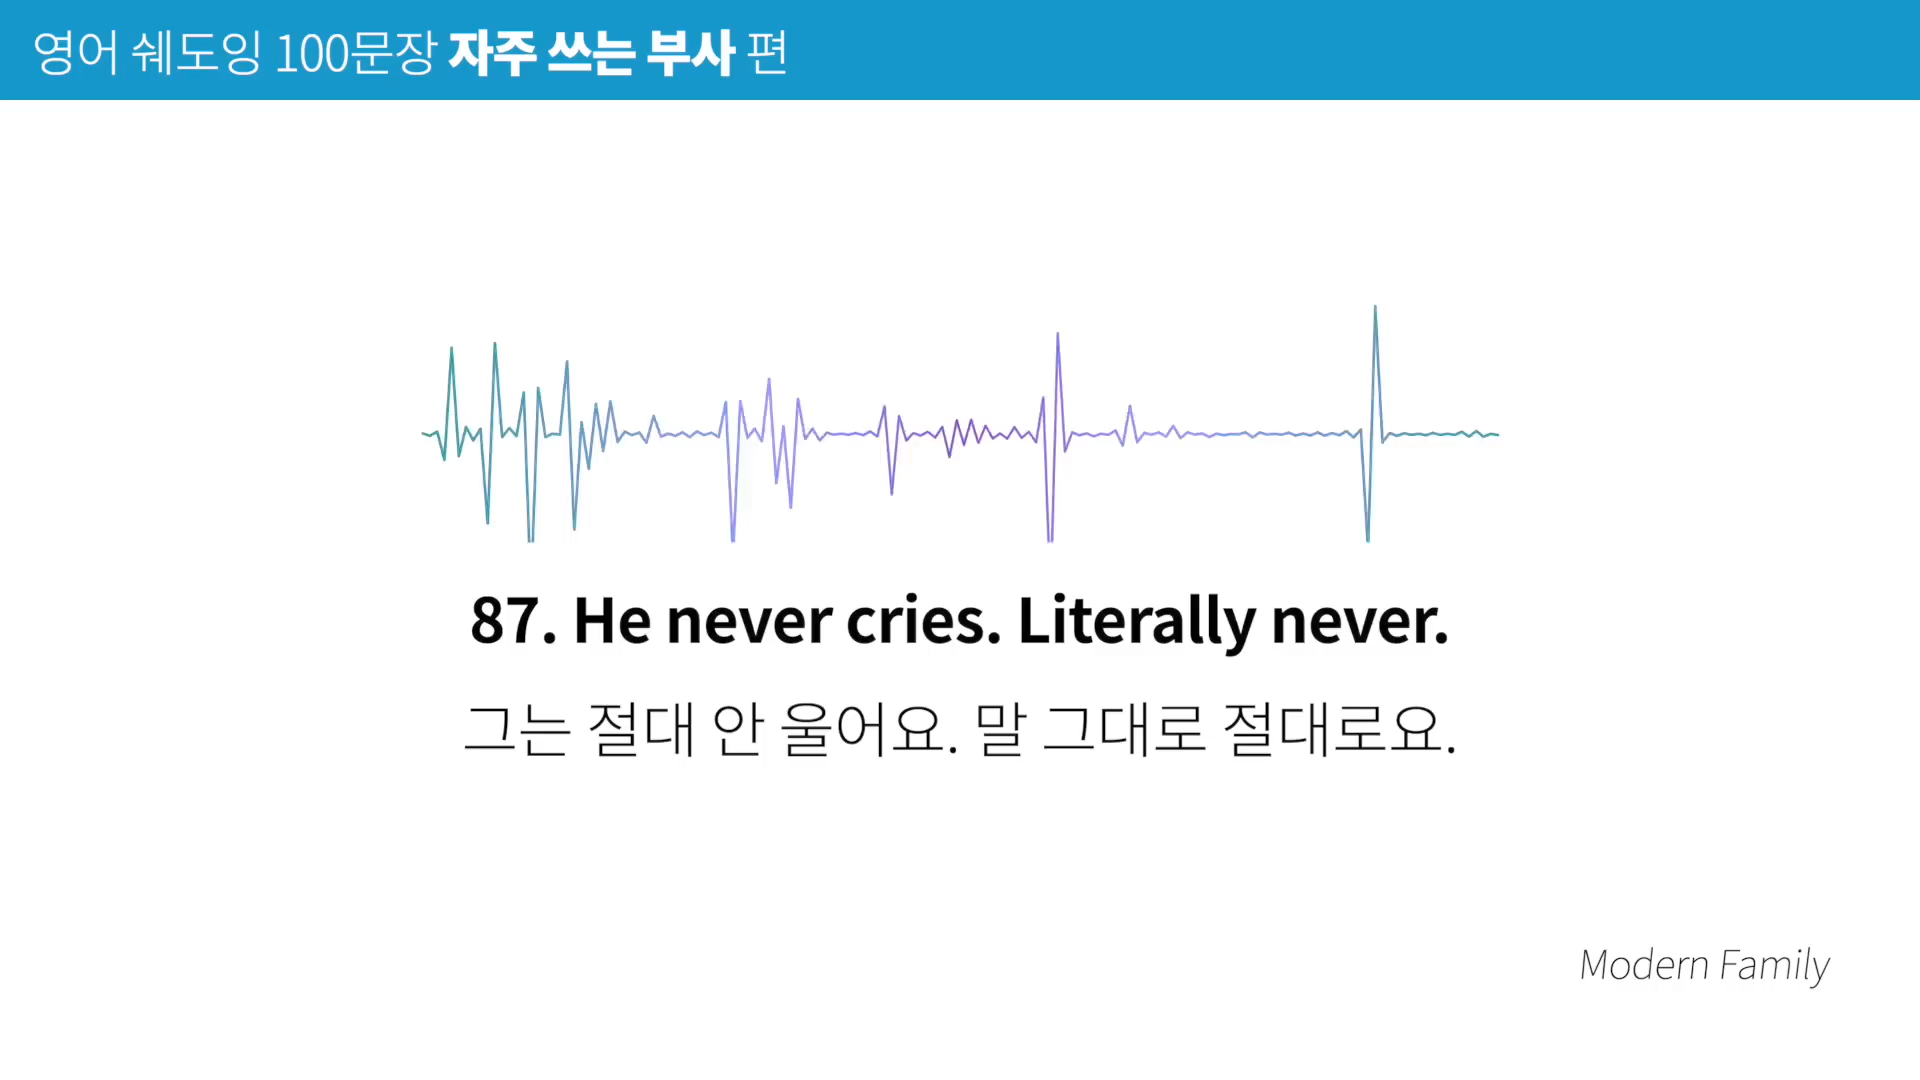 영어 쉐도잉 100문장 자주 쓰는 부사 편
87. He never cries. Literally never.
그는 절대 안 울어요. 말 그대로 절대로요.
Modern Family